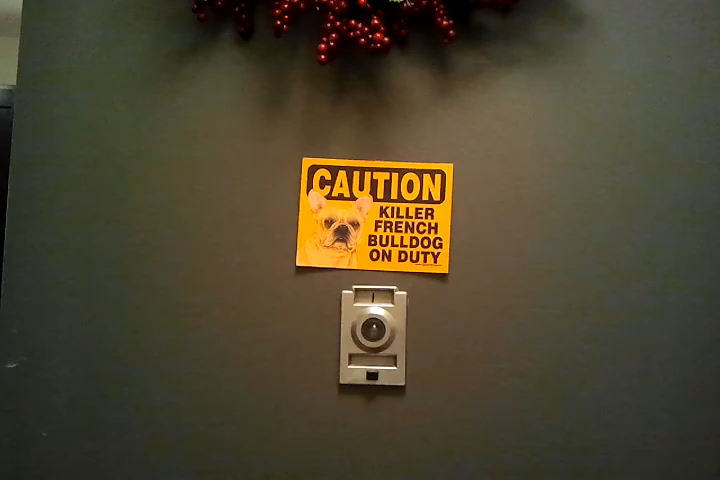 CAUTION
KILLER
FRENCH
BULLDOG
ON DUTY